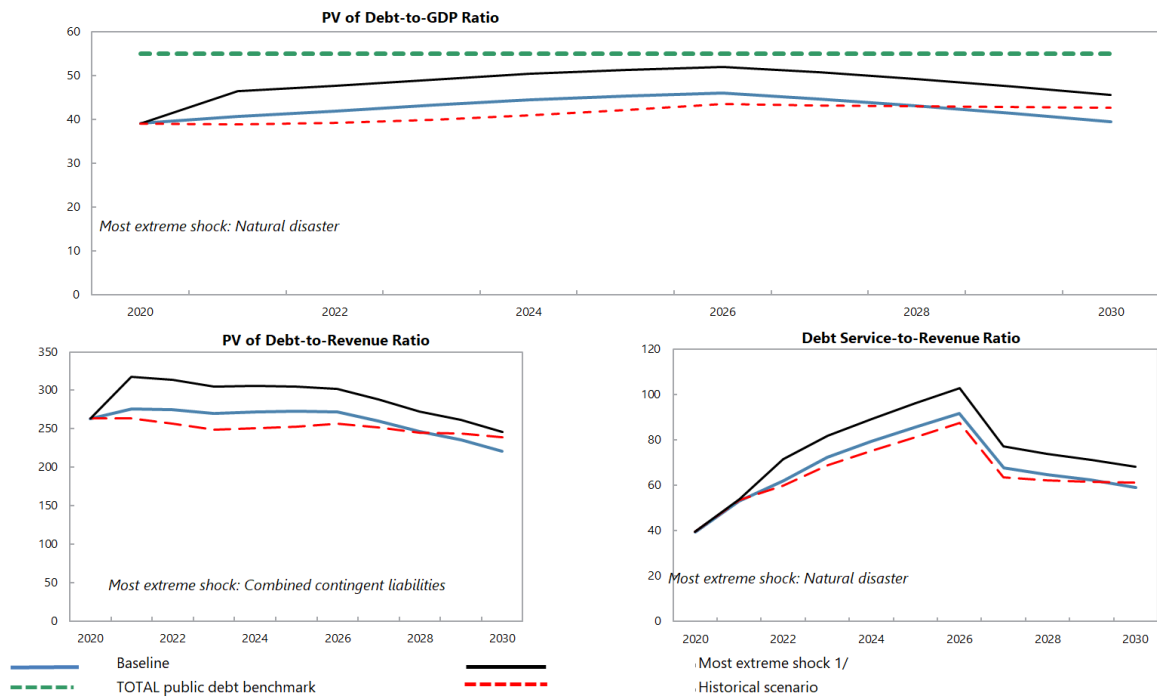 PV of Debt-to-GDP Ratio
60
50
40
30
20
10
0
Most extreme shock: Natural disaster
2020 2022 2024 2026 2028 2030
PV of Debt-to-Revenue Ratio
350
300
250
200
150
100
50
0
Most extreme shock: Combined contingent liabilities
2020 2022 2024 2026 2028 2030
Debt Service-to-Revenue Ratio
120
100
80
60
40
20
0
Most extreme shock: Natural disaster
2020 2022 2024 2026 2028 2030
Baseline
Most extreme shock 1/
TOTAL public debt benchmark
Historical scenario